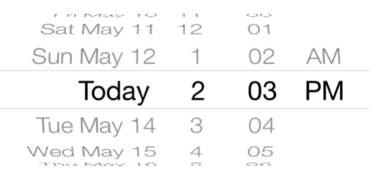 Sat May 11 12 01
Sun May 12 1 02 AM
Today 2 03 PM
Tue May 14 3 04
Wed May 15 4 05